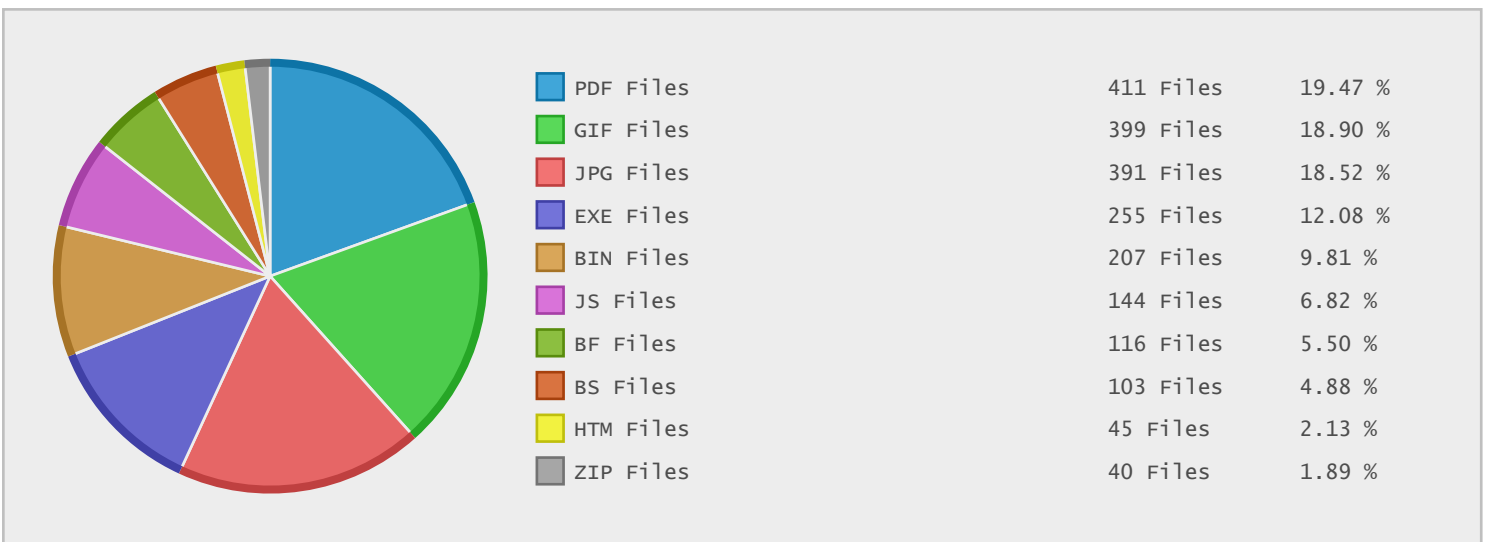 PDF Files 411 Files 19.47 %
GIF Files 399 Files 18.90 %
JPG Files 391 Files 18.52 %
EXE Files 255 Files 12.08 %
BIN Files 207 Files 9.81 %
JS Files 144 Files 6.82 %
BF Files 116 Files 5.50 %
BS Files 103 Files 4.88 %
HTM Files 45 Files 2.13 %
ZIP Files 40 Files 1.89 %